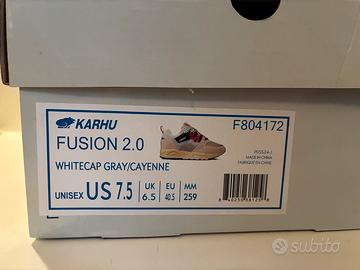 KARHU
F804172
FUSION 2.0
WHITECAP GRAY/CAYENNE
MADE IN CHINA
FABRIQUÉ EN CHINE
UNISEX US 7.5
UK 6.5
EU 40.5
MM 259
subito